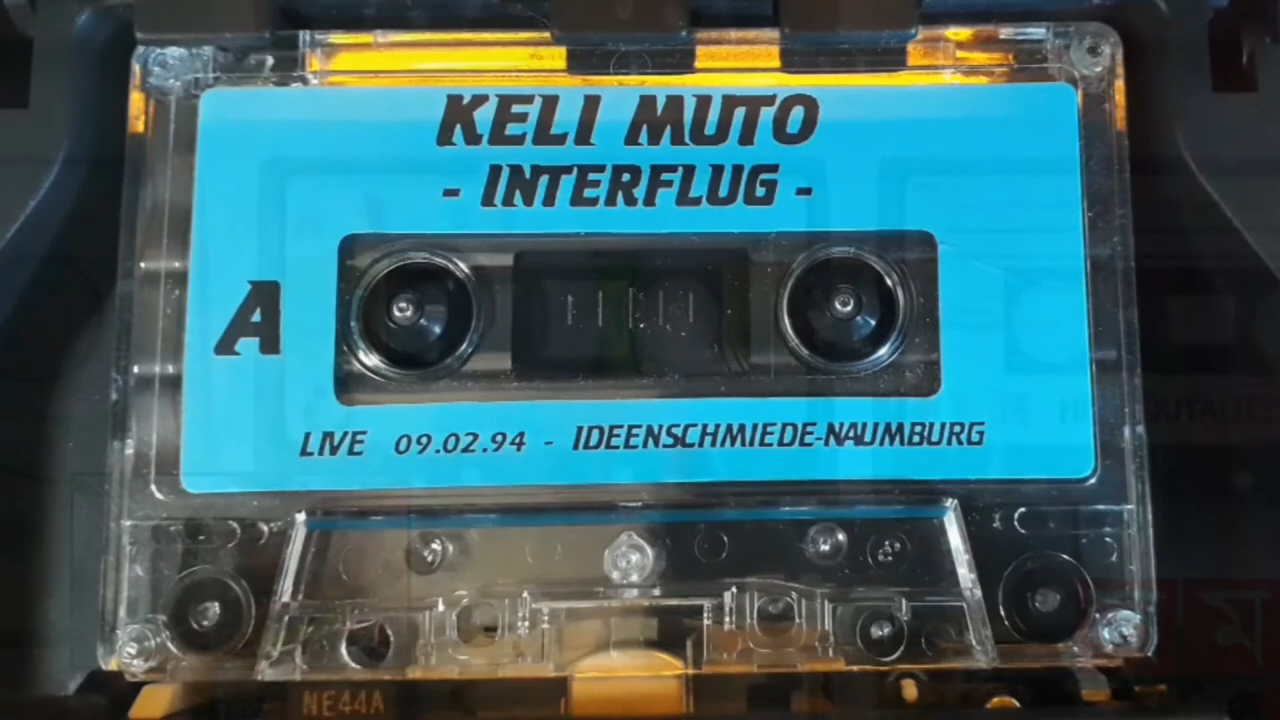 KELI MUTO
- INTERFLUG -
A
LIVE 09.02.94 - IDEENSCHMIEDE-NAUMBURG
NE44A